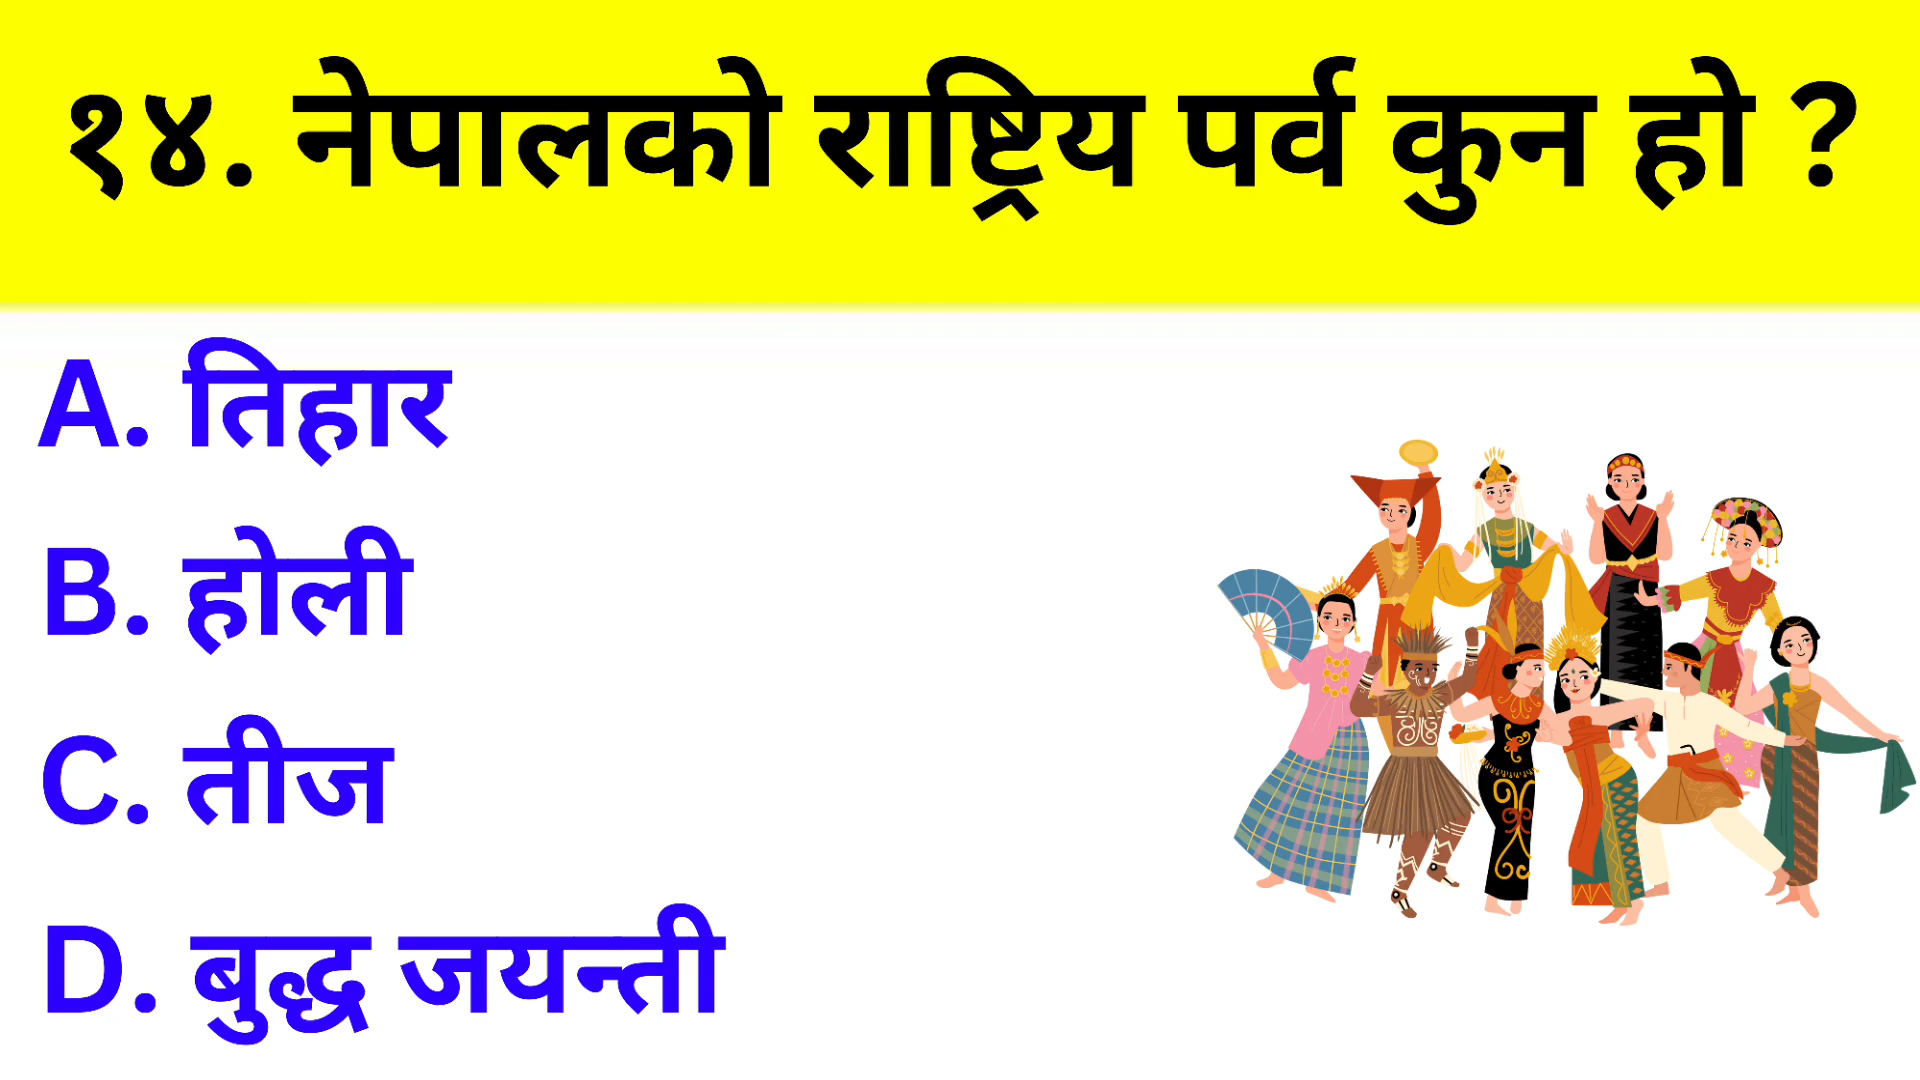 १४. नेपालको राष्ट्रिय पर्व कुन हो ?
A. तिहार
B. होली
C. तीज
D. बुद्ध जयन्ती